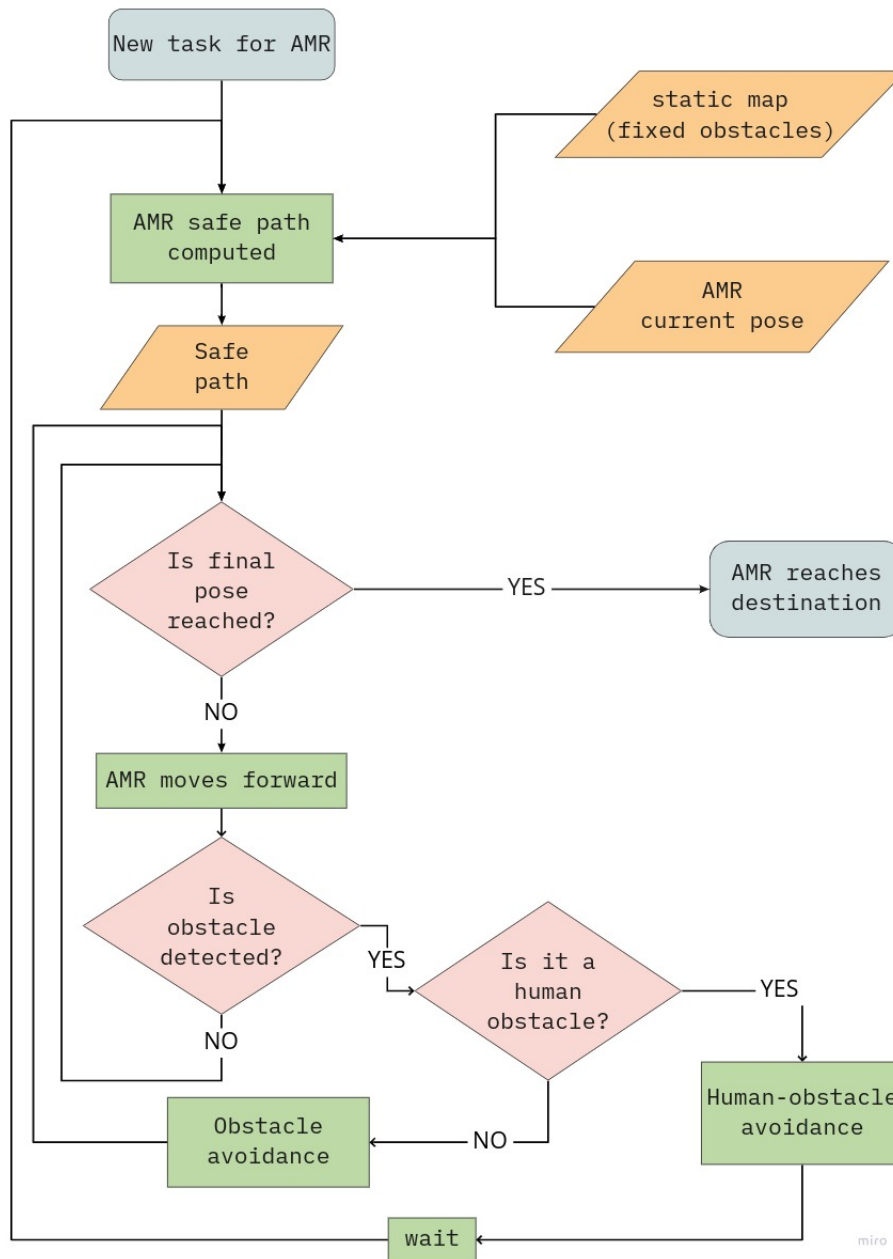 New task for AMR
static map
(fixed obstacles)
AMR safe path
computed
AMR
current pose
Safe
path
Is final
pose
reached?
YES
AMR reaches
destination
NO
AMR moves forward
Is
obstacle
detected?
YES
Is it a
human
obstacle?
YES
NO
Human-obstacle
avoidance
Obstacle
avoidance
NO
wait
miro